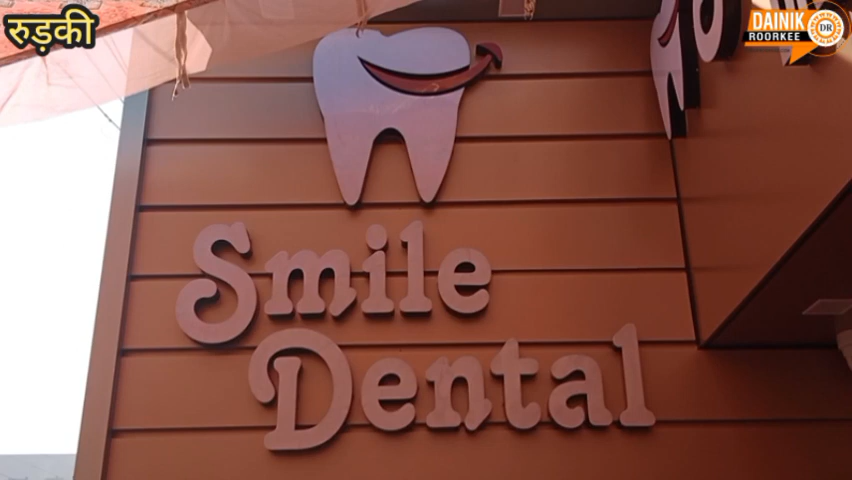 रुड़की
DAINIK
ROORKEE
DR
Smile
Dental